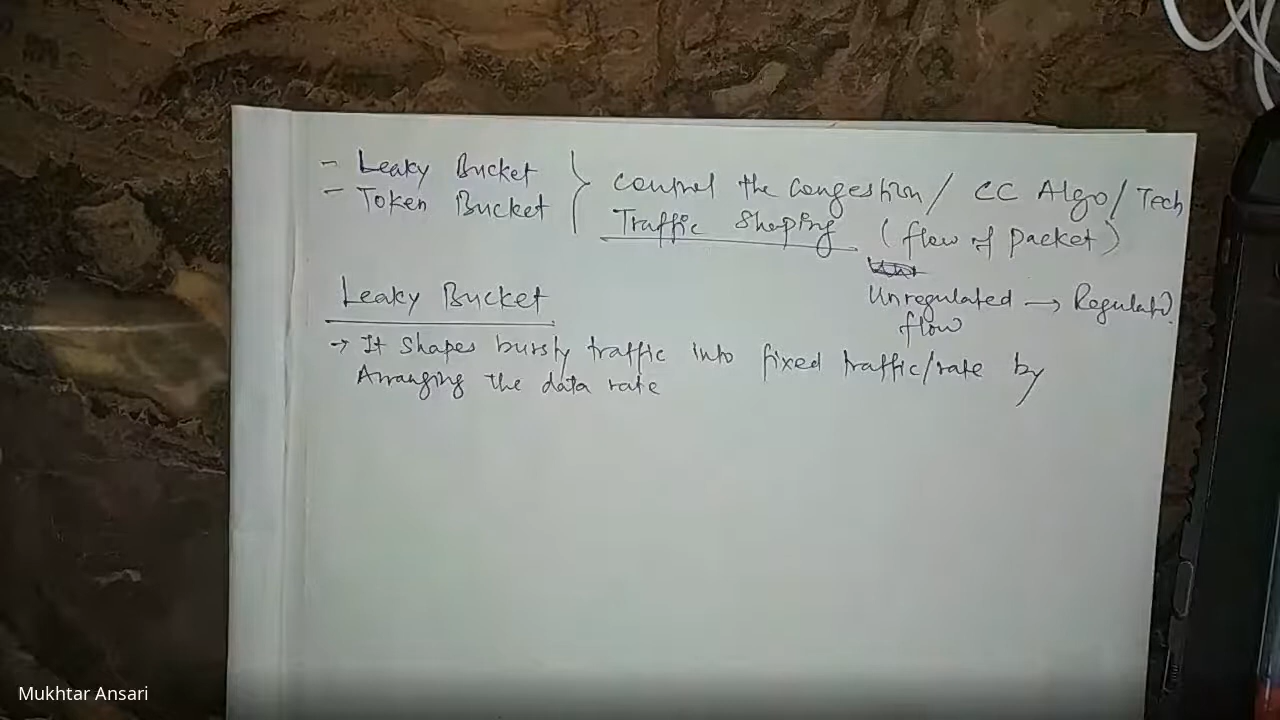 - Leaky Bucket
- Token Bucket
Control the Congestion / CC Algo / Tech
Traffic Shaping (flow of Packet)
Leaky Bucket
Unregulated → Regulated
flow
→ It shapes bursty traffic into fixed traffic/rate by
Arranging the data rate
Mukhtar Ansari